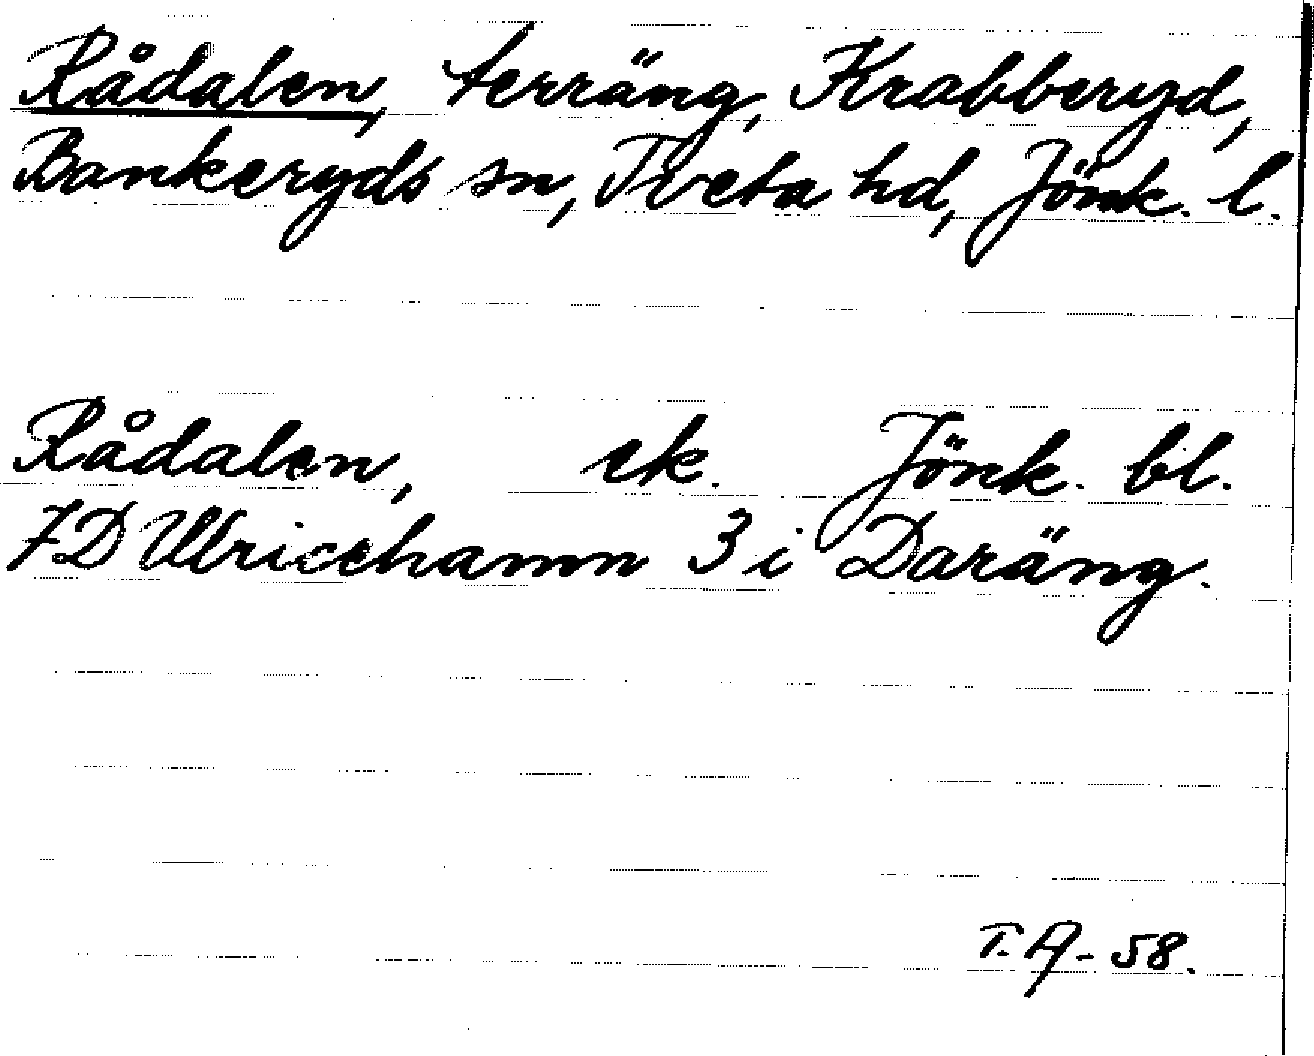 Rådalen, terräng, Krabberyd,
Bankeryds sn, Tveta hd, Jönk. l.
Rådalen, ek. Jönk. bl.
7D Ulricehamn 3 i Daräng.
T.A-58.